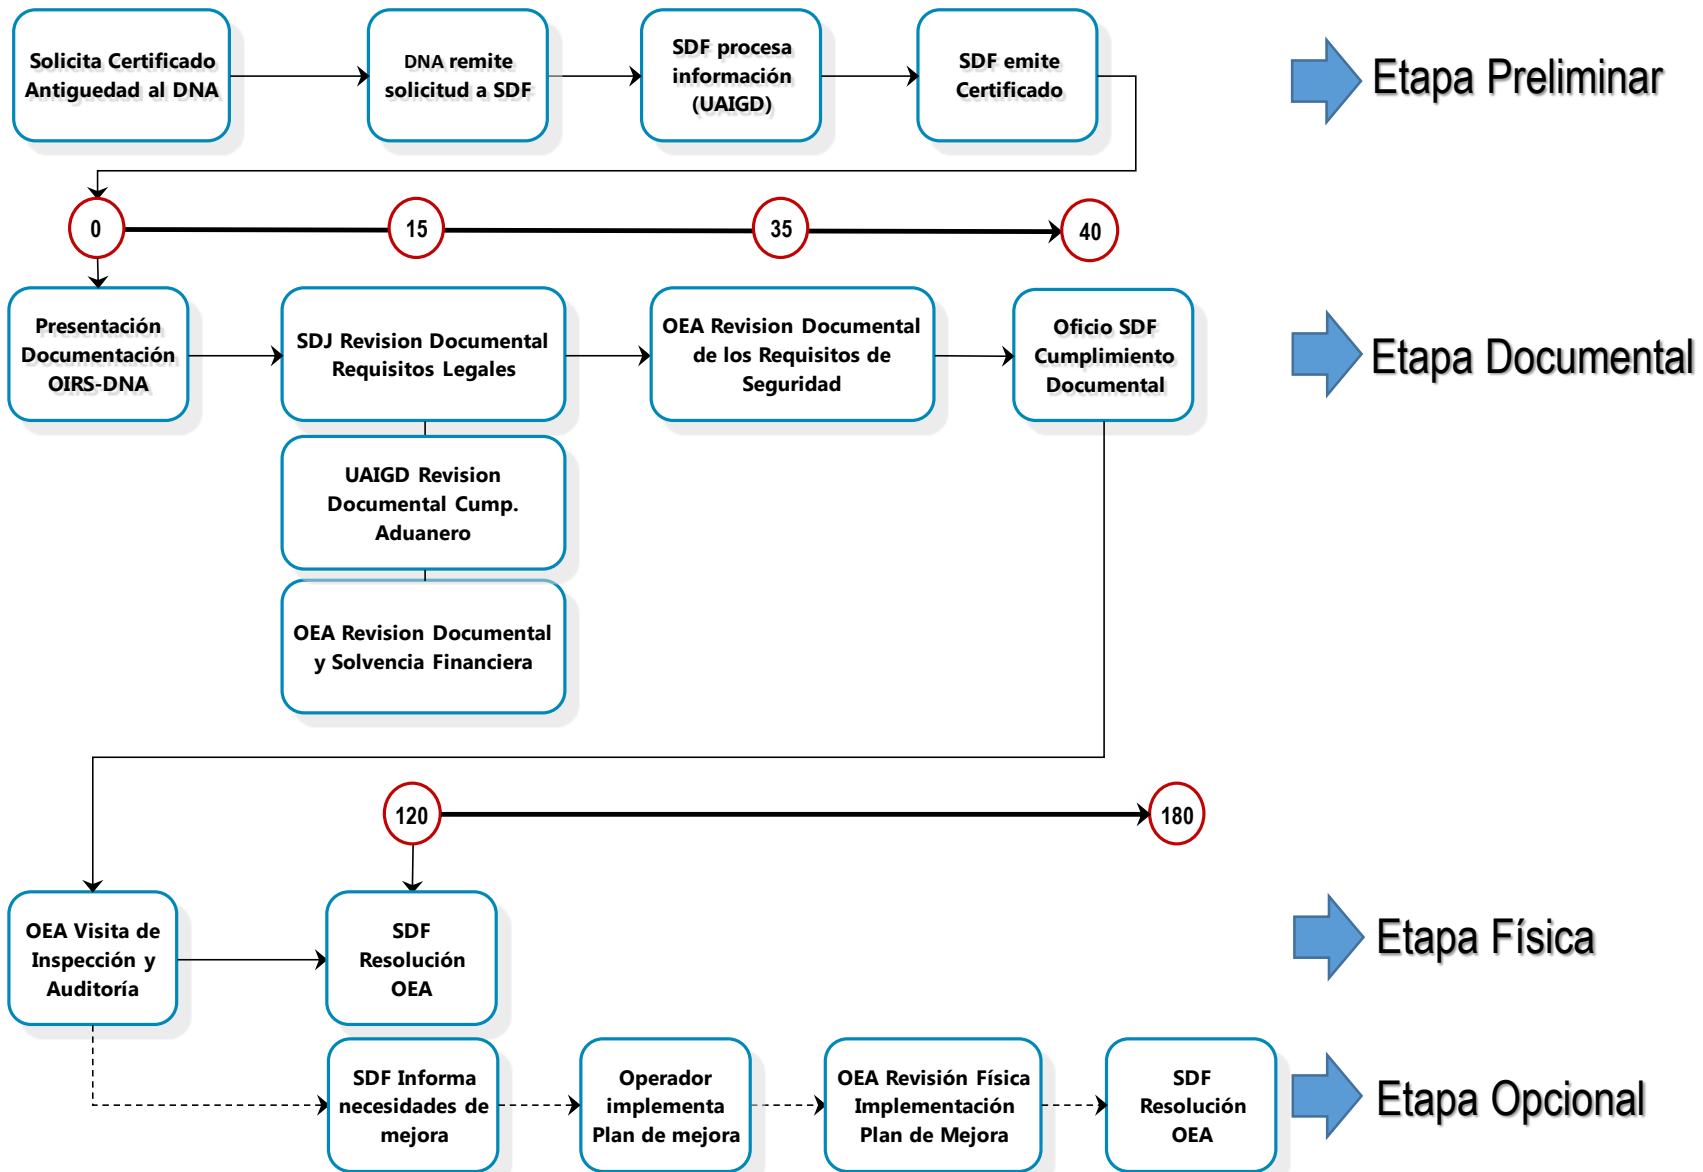 Solicita Certificado
Antiguedad al DNA
DNA remite
solicitud a SDF
SDF procesa
información
(UAIGD)
SDF emite
Certificado
Etapa Preliminar
0
15
35
40
Presentación
Documentación
OIRS-DNA
SDJ Revision Documental
Requisitos Legales
OEA Revision Documental
de los Requisitos de
Seguridad
Oficio SDF
Cumplimiento
Documental
Etapa Documental
UAIGD Revision
Documental Cump.
Aduanero
OEA Revision Documental
y Solvencia Financiera
120
180
OEA Visita de
Inspección y
Auditoría
SDF
Resolución
OEA
Etapa Física
SDF Informa
necesidades de
mejora
Operador
implementa
Plan de mejora
OEA Revisión Física
Implementación
Plan de Mejora
SDF
Resolución
OEA
Etapa Opcional